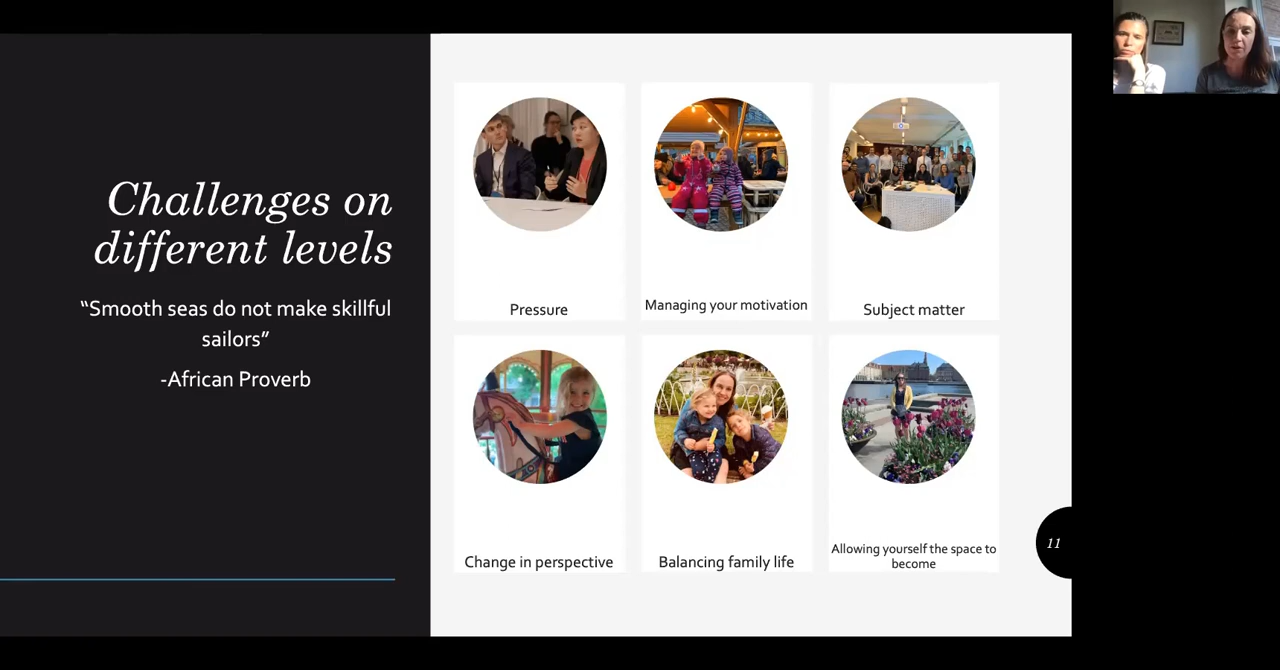 Challenges on
different levels
“Smooth seas do not make skillful
sailors”
-African Proverb
Pressure
Managing your motivation
Subject matter
Change in perspective
Balancing family life
Allowing yourself the space to
become
11